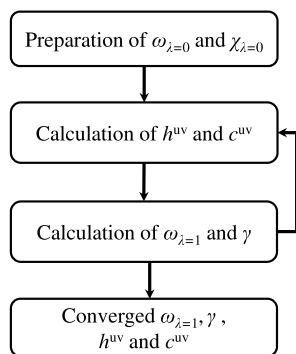 Preparation of ω_{λ=0} and χ_{λ=0}
Calculation of h^{uv} and c^{uv}
Calculation of ω_{λ=1} and γ
Converged ω_{λ=1}, γ ,
h^{uv} and c^{uv}